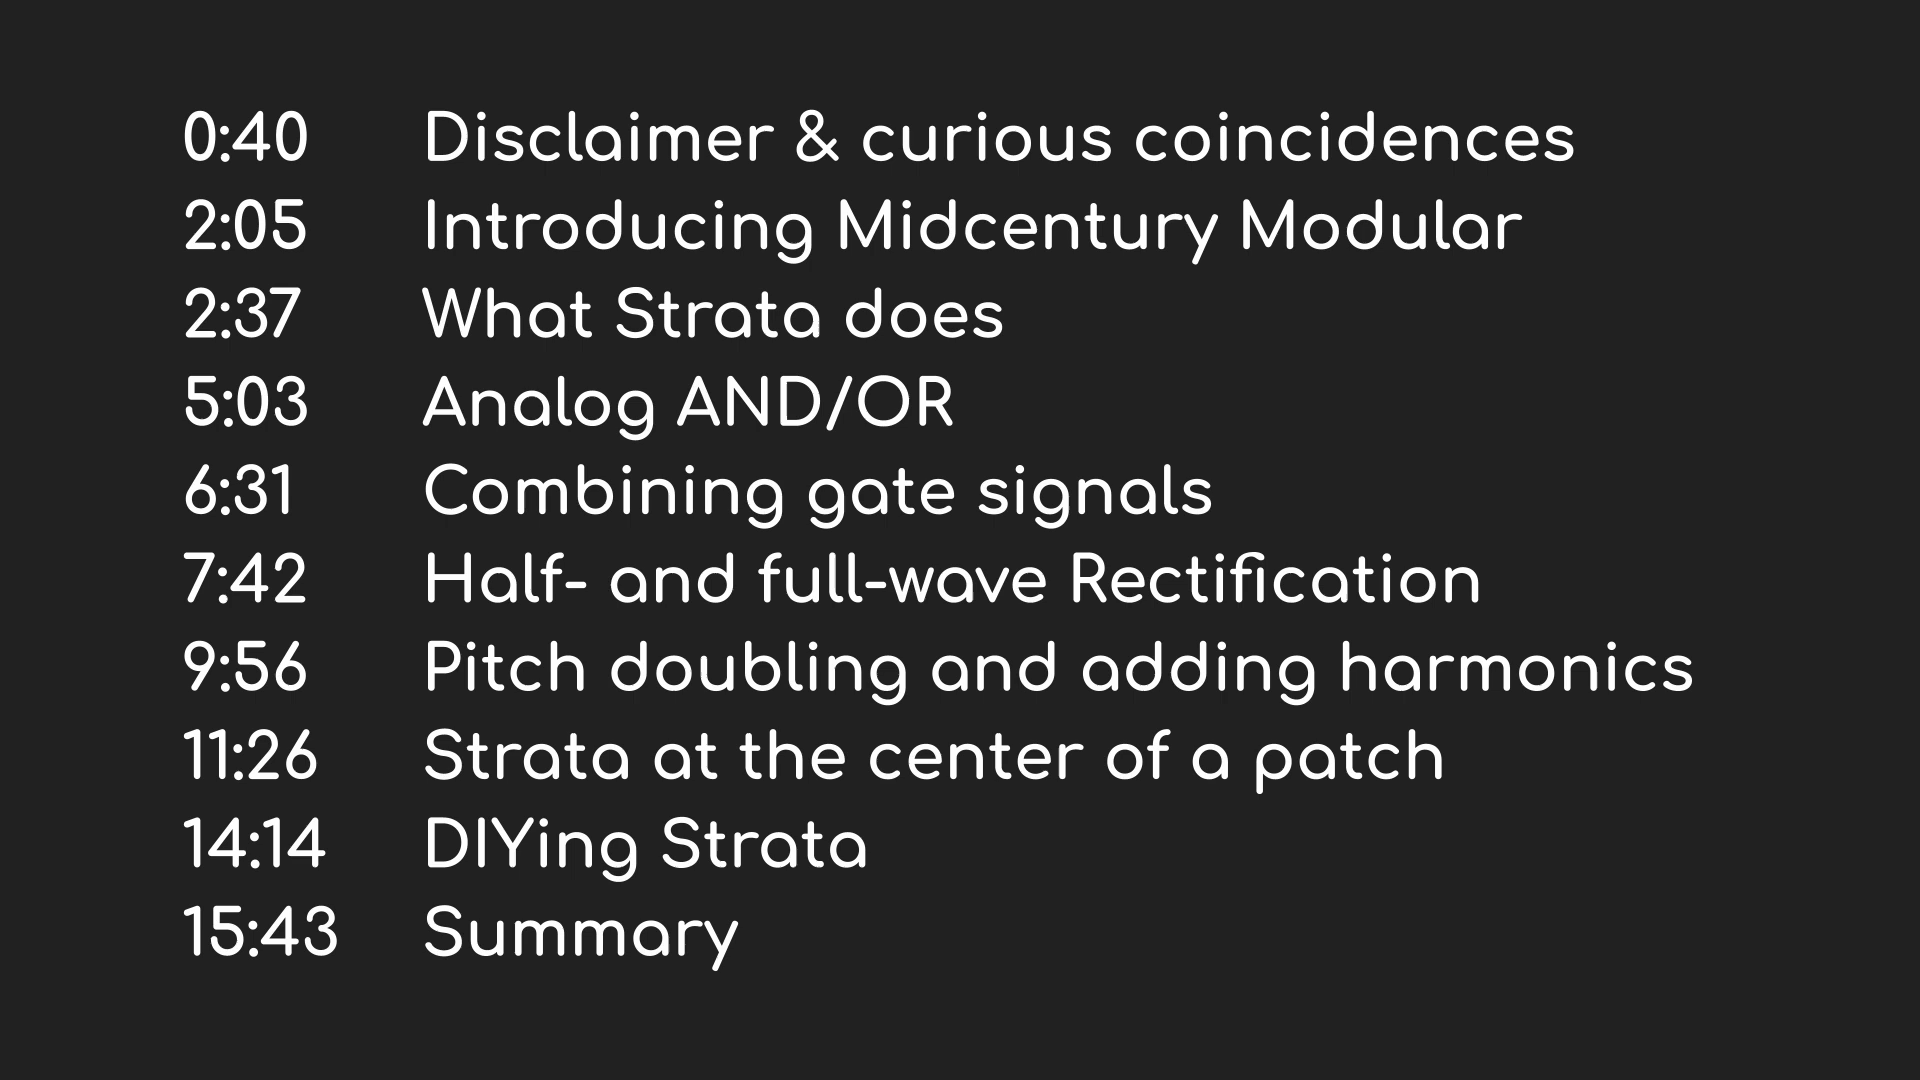 0:40 Disclaimer & curious coincidences
2:05 Introducing Midcentury Modular
2:37 What Strata does
5:03 Analog AND/OR
6:31 Combining gate signals
7:42 Half- and full-wave Rectification
9:56 Pitch doubling and adding harmonics
11:26 Strata at the center of a patch
14:14 DIYing Strata
15:43 Summary